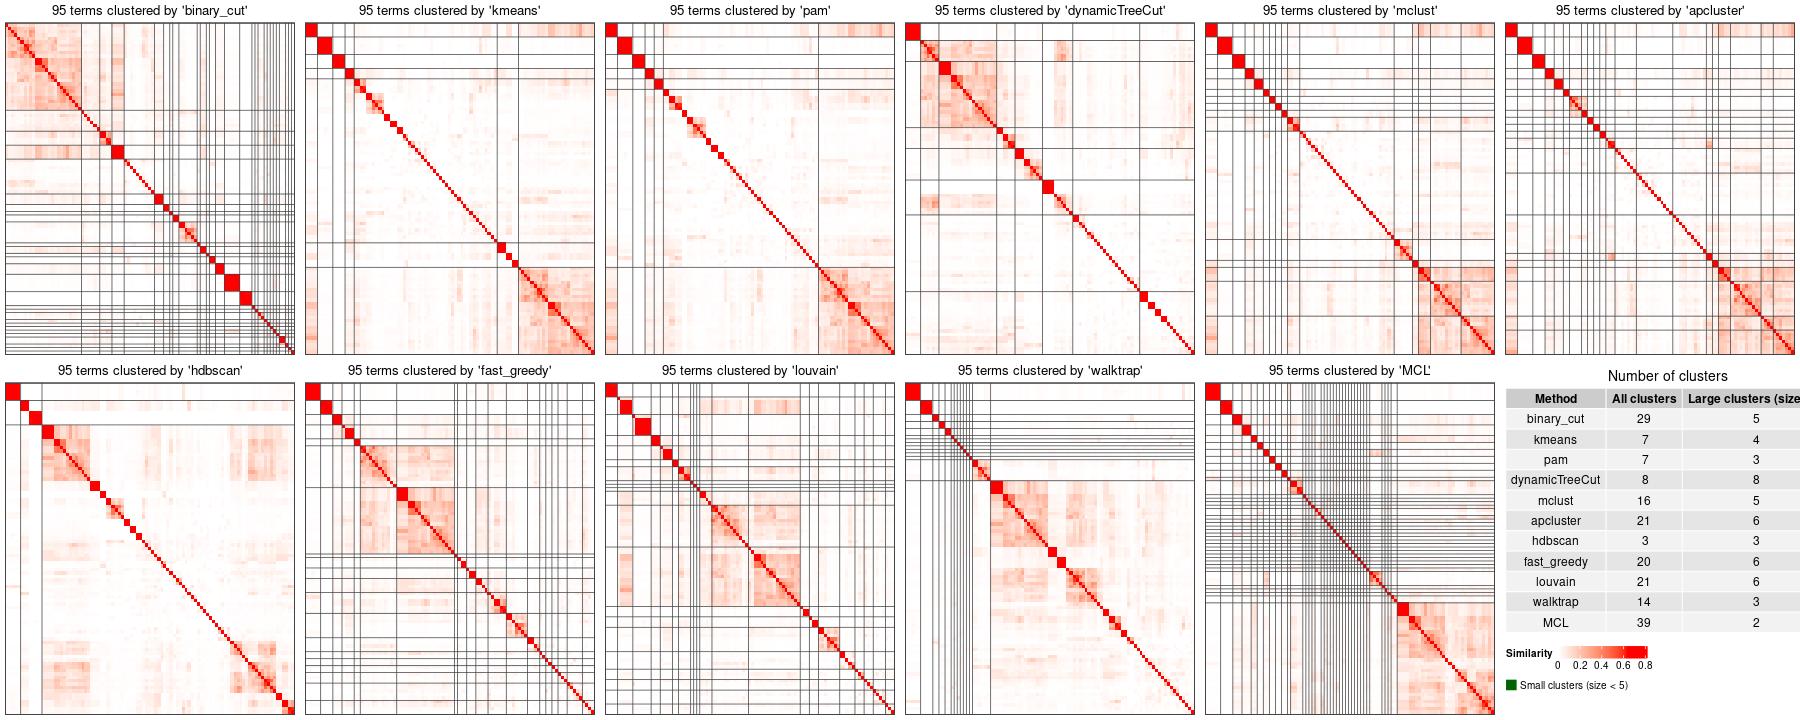 95 terms clustered by 'binary_cut'
95 terms clustered by 'kmeans'
95 terms clustered by 'pam'
95 terms clustered by 'dynamicTreeCut'
95 terms clustered by 'mclust'
95 terms clustered by 'apcluster'
95 terms clustered by 'hdbscan'
95 terms clustered by 'fast_greedy'
95 terms clustered by 'louvain'
95 terms clustered by 'walktrap'
95 terms clustered by 'MCL'
Number of clusters
Method All clusters Large clusters (size
binary_cut 29 5
kmeans 7 4
pam 7 3
dynamicTreeCut 8 8
mclust 16 5
apcluster 21 6
hdbscan 3 3
fast_greedy 20 6
louvain 21 6
walktrap 14 3
MCL 39 2
Similarity
0 0.2 0.4 0.6 0.8
Small clusters (size < 5)